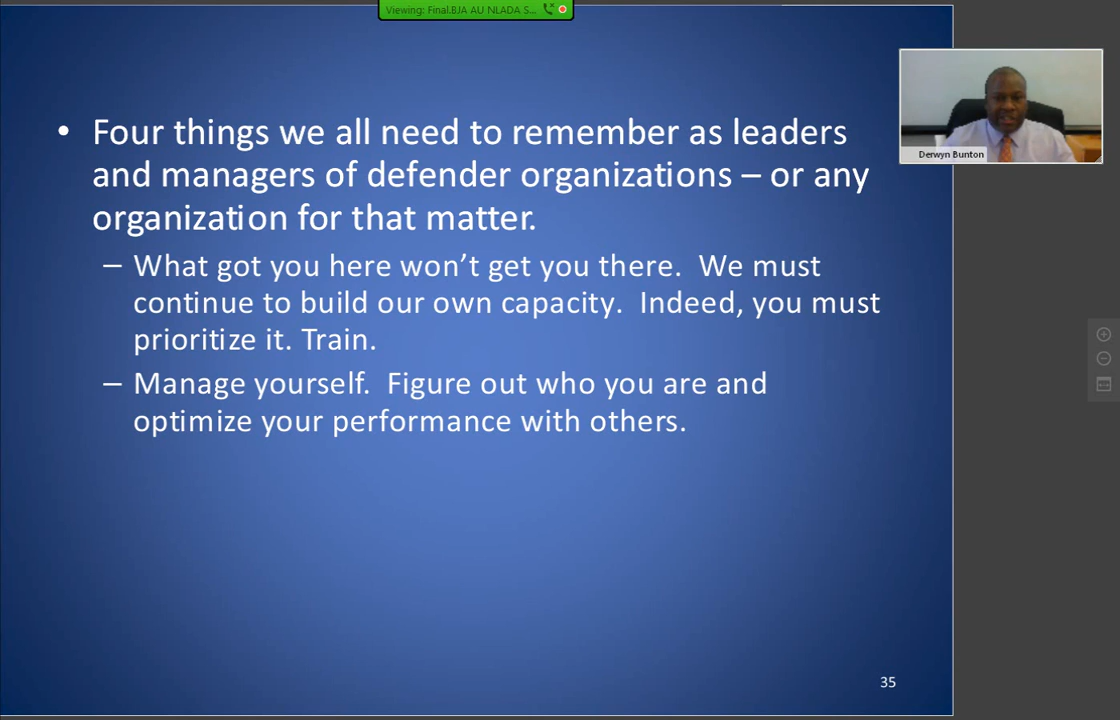 Viewing: Final.BJA AU NLADA S...
• Four things we all need to remember as leaders
and managers of defender organizations – or any
organization for that matter.
– What got you here won’t get you there.  We must
continue to build our own capacity.  Indeed, you must
prioritize it. Train.
– Manage yourself.  Figure out who you are and
optimize your performance with others.
Derwyn Bunton
35